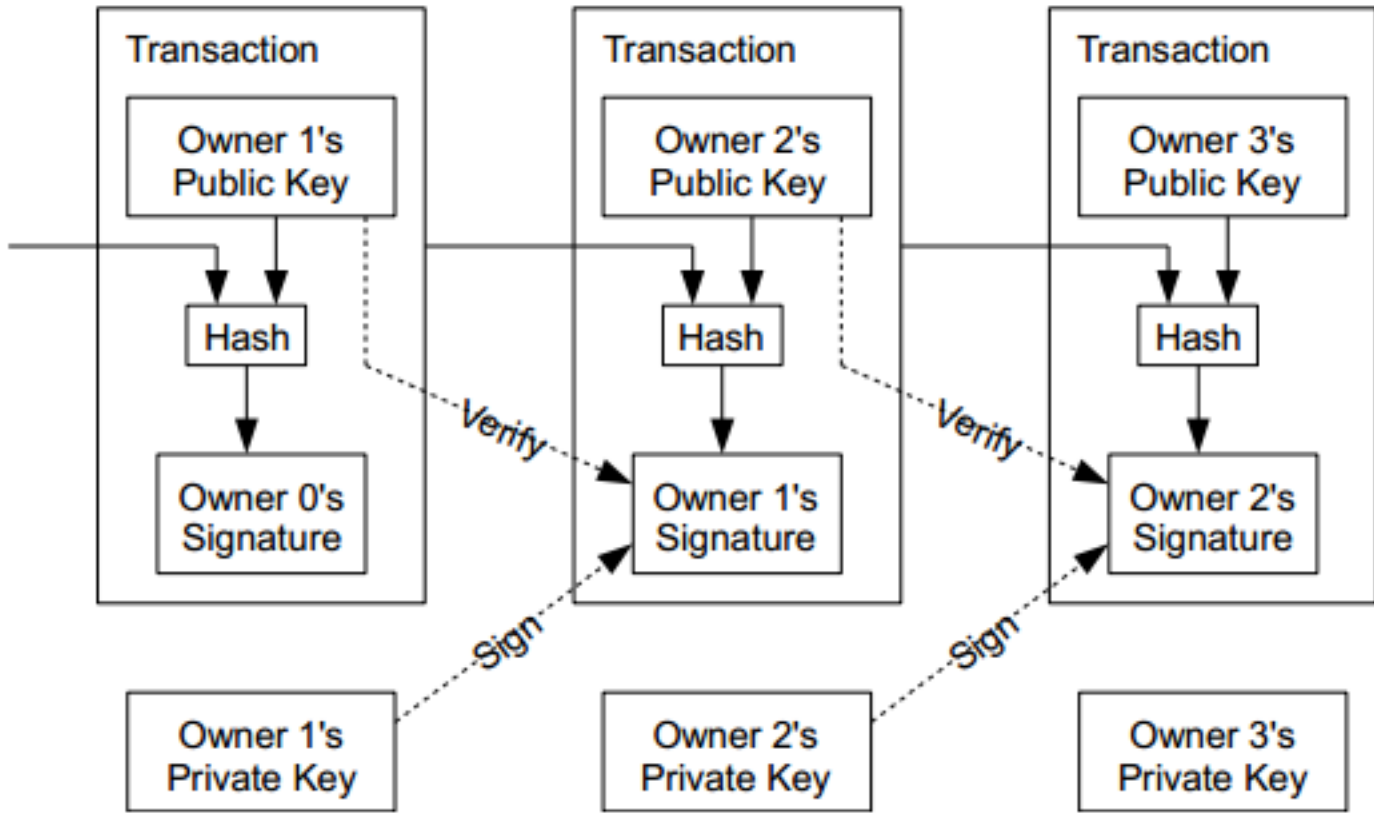 Transaction
Owner 1's
Public Key
Hash
Owner 0's
Signature
Transaction
Owner 2's
Public Key
Hash
Owner 1's
Signature
Transaction
Owner 3's
Public Key
Hash
Owner 2's
Signature
Verify
Verify
Sign
Sign
Owner 1's
Private Key
Owner 2's
Private Key
Owner 3's
Private Key